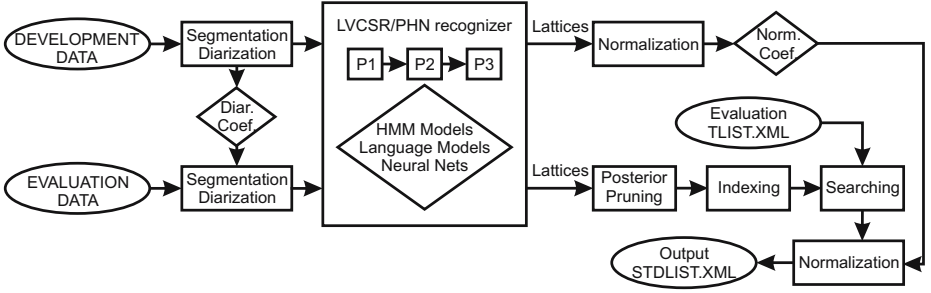 DEVELOPMENT
DATA
Segmentation
Diarization
LVCSR/PHN recognizer
P1
P2
P3
Lattices
Normalization
Norm.
Coef.
Diar.
Coef.
HMM Models
Language Models
Neural Nets
Evaluation
TLIST.XML
EVALUATION
DATA
Segmentation
Diarization
Lattices
Posterior
Pruning
Indexing
Searching
Output
STDLIST.XML
Normalization